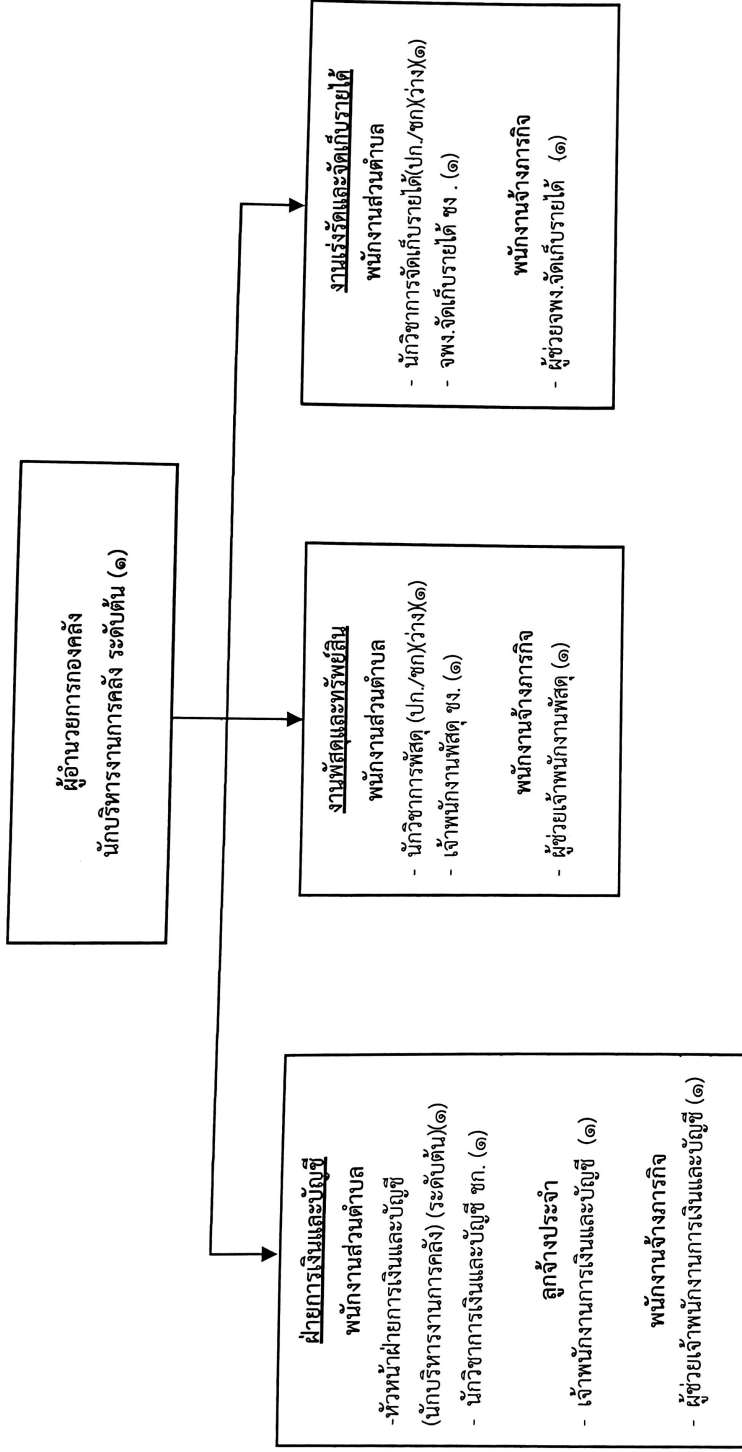 ผู้อำนวยการกองคลัง
นักบริหารงานการคลัง ระดับต้น (๑)
ฝ่ายการเงินและบัญชี
พนักงานส่วนตำบล
-หัวหน้าฝ่ายการเงินและบัญชี
(นักบริหารงานการคลัง) (ระดับต้น)(๑)
- นักวิชาการเงินและบัญชี ชก. (๑)
ลูกจ้างประจำ
- เจ้าพนักงานการเงินและบัญชี (๑)
พนักงานจ้างภารกิจ
- ผู้ช่วยเจ้าพนักงานการเงินและบัญชี (๑)
งานพัสดุและทรัพย์สิน
พนักงานส่วนตำบล
- นักวิชาการพัสดุ (ปก./ชก)(ว่าง)(๑)
- เจ้าพนักงานพัสดุ ชง. (๑)
พนักงานจ้างภารกิจ
- ผู้ช่วยเจ้าพนักงานพัสดุ (๑)
งานเร่งรัดและจัดเก็บรายได้
พนักงานส่วนตำบล
- นักวิชาการจัดเก็บรายได้(ปก./ชก)(ว่าง)(๑)
- จพง.จัดเก็บรายได้ ชง . (๑)
พนักงานจ้างภารกิจ
- ผู้ช่วยจพง.จัดเก็บรายได้ (๑)